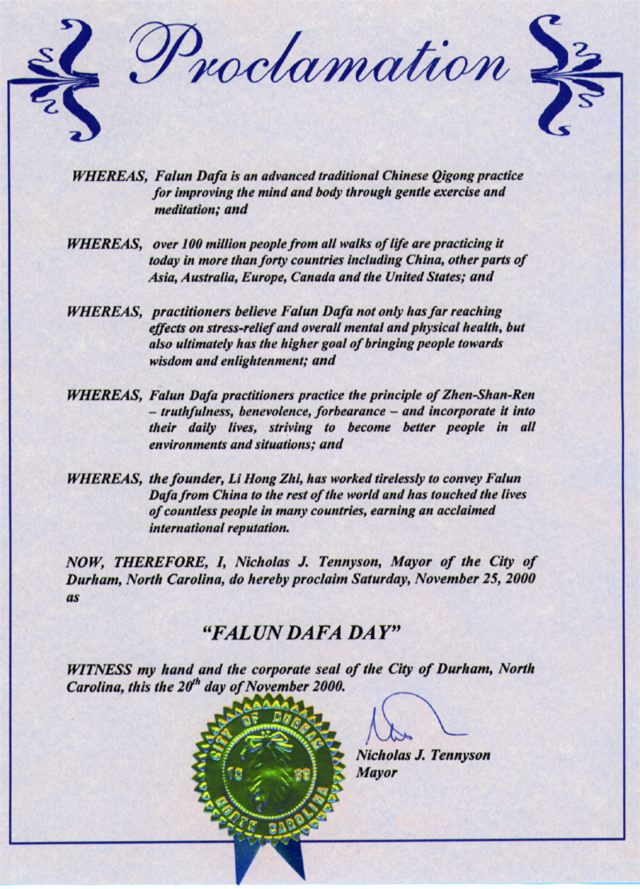 Proclamation
WHEREAS, Falun Dafa is an advanced traditional Chinese Qigong practice
for improving the mind and body through gentle exercise and
meditation; and
WHEREAS, over 100 million people from all walks of life are practicing it
today in more than forty countries including China, other parts of
Asia, Australia, Europe, Canada and the United States; and
WHEREAS, practitioners believe Falun Dafa not only has far reaching
effects on stress-relief and overall mental and physical health, but
also ultimately has the higher goal of bringing people towards
wisdom and enlightenment; and
WHEREAS, Falun Dafa practitioners practice the principle of Zhen-Shan-Ren
– truthfulness, benevolence, forbearance – and incorporate it into
their daily lives, striving to become better people in all
environments and situations; and
WHEREAS, the founder, Li Hong Zhi, has worked tirelessly to convey Falun
Dafa from China to the rest of the world and has touched the lives
of countless people in many countries, earning an acclaimed
international reputation.
NOW, THEREFORE, I, Nicholas J. Tennyson, Mayor of the City of
Durham, North Carolina, do hereby proclaim Saturday, November 25, 2000
as
“FALUN DAFA DAY”
WITNESS my hand and the corporate seal of the City of Durham, North
Carolina, this the 20th day of November 2000.
Nicholas J. Tennyson
Mayor
CITY OF DURHAM
NORTH CAROLINA